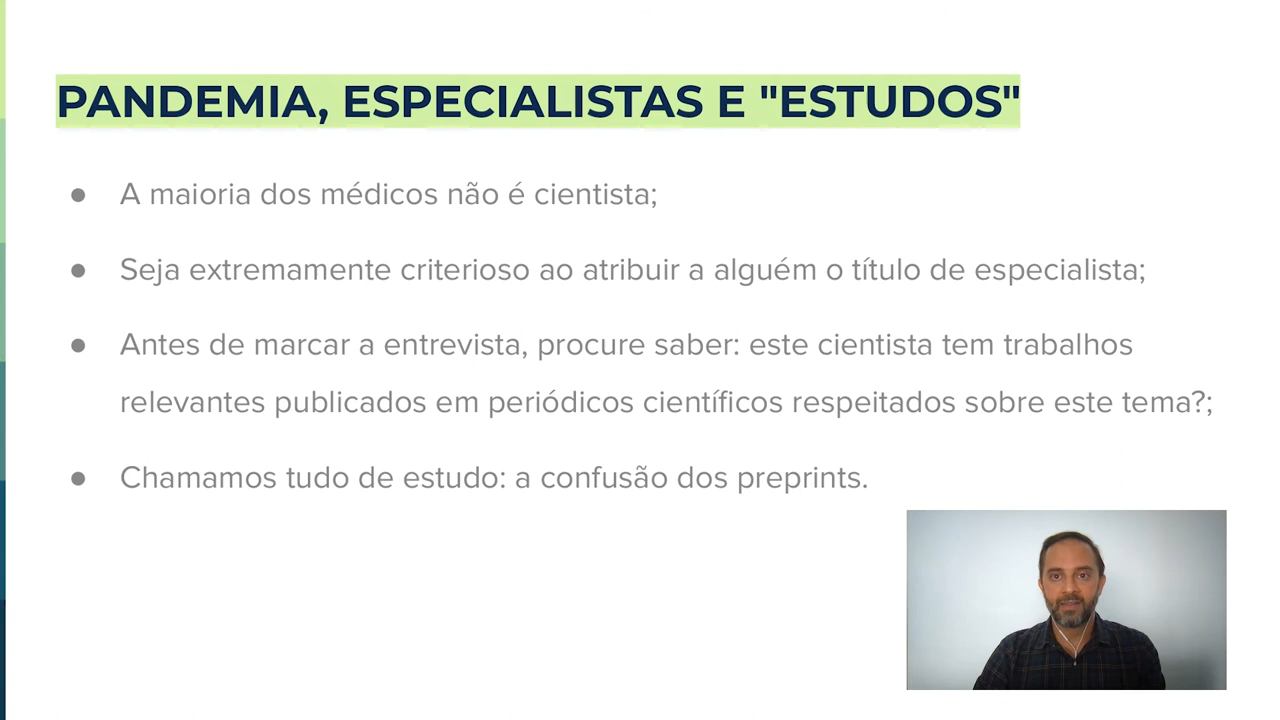 PANDEMIA, ESPECIALISTAS E "ESTUDOS"
● A maioria dos médicos não é cientista;
● Seja extremamente criterioso ao atribuir a alguém o título de especialista;
● Antes de marcar a entrevista, procure saber: este cientista tem trabalhos
relevantes publicados em periódicos científicos respeitados sobre este tema?;
● Chamamos tudo de estudo: a confusão dos preprints.